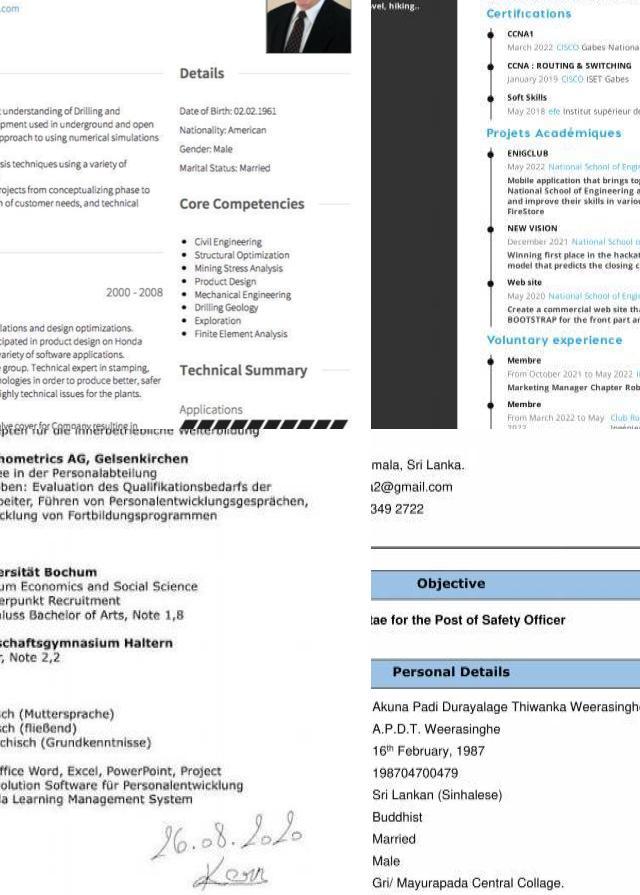 .com
Details
Date of Birth: 02.02.1961
Nationality: American
Gender: Male
Marital Status: Married
understanding of Drilling and
pment used in underground and open
pproach to using numerical simulations
sis techniques using a variety of
rojects from conceptualizing phase to
n of customer needs, and technical
Core Competencies
Civil Engineering
Structural Optimization
Mining Stress Analysis
Product Design
Mechanical Engineering
Drilling Geology
Exploration
Finite Element Analysis
2000 - 2008
lations and design optimizations.
cipated in product design on Honda
variety of software applications.
group. Technical expert in stamping,
nologies in order to produce better, safer
ighly technical issues for the plants.
lve cover for Company resulting in
Technical Summary
Applications
vel, hiking..
Certifications
CCNA1
March 2022 CISCO Gabes Nationa
CCNA : ROUTING & SWITCHING
January 2019 CISCO ISET Gabes
Soft Skills
May 2018 efe Institut supérieur de
Projets Académiques
ENIGCLUB
May 2022 National School of Engi
Mobile application that brings tog
National School of Engineering a
and improve their skills in variou
FireStore
NEW VISION
December 2021 National School o
Winning first place in the hackat
model that predicts the closing c
Web site
May 2020 National School of Engi
Create a commercial web site tha
BOOTSTRAP for the front part an
Voluntary experience
Membre
From October 2021 to May 2022
Marketing Manager Chapter Rob
Membre
From March 2022 to May Club Ro
2022
epten für die innerbetriebliche Weiterbildung
hometrics AG, Gelsenkirchen
ee in der Personalabteilung
ben: Evaluation des Qualifikationsbedarfs der
beiter, Führen von Personalentwicklungsgesprächen,
cklung von Fortbildungsprogrammen
ersität Bochum
um Economics and Social Science
erpunkt Recruitment
hluss Bachelor of Arts, Note 1,8
schaftsgymnasium Haltern
r, Note 2,2
sch (Muttersprache)
sch (fließend)
chisch (Grundkenntnisse)
ffice Word, Excel, PowerPoint, Project
olution Software für Personalentwicklung
la Learning Management System
26.08.2020
Kern
mala, Sri Lanka.
2@gmail.com
349 2722
Objective
tae for the Post of Safety Officer
Personal Details
Akuna Padi Durayalage Thiwanka Weerasingh
A.P.D.T. Weerasinghe
16th February, 1987
198704700479
Sri Lankan (Sinhalese)
Buddhist
Married
Male
Gri/ Mayurapada Central Collage.